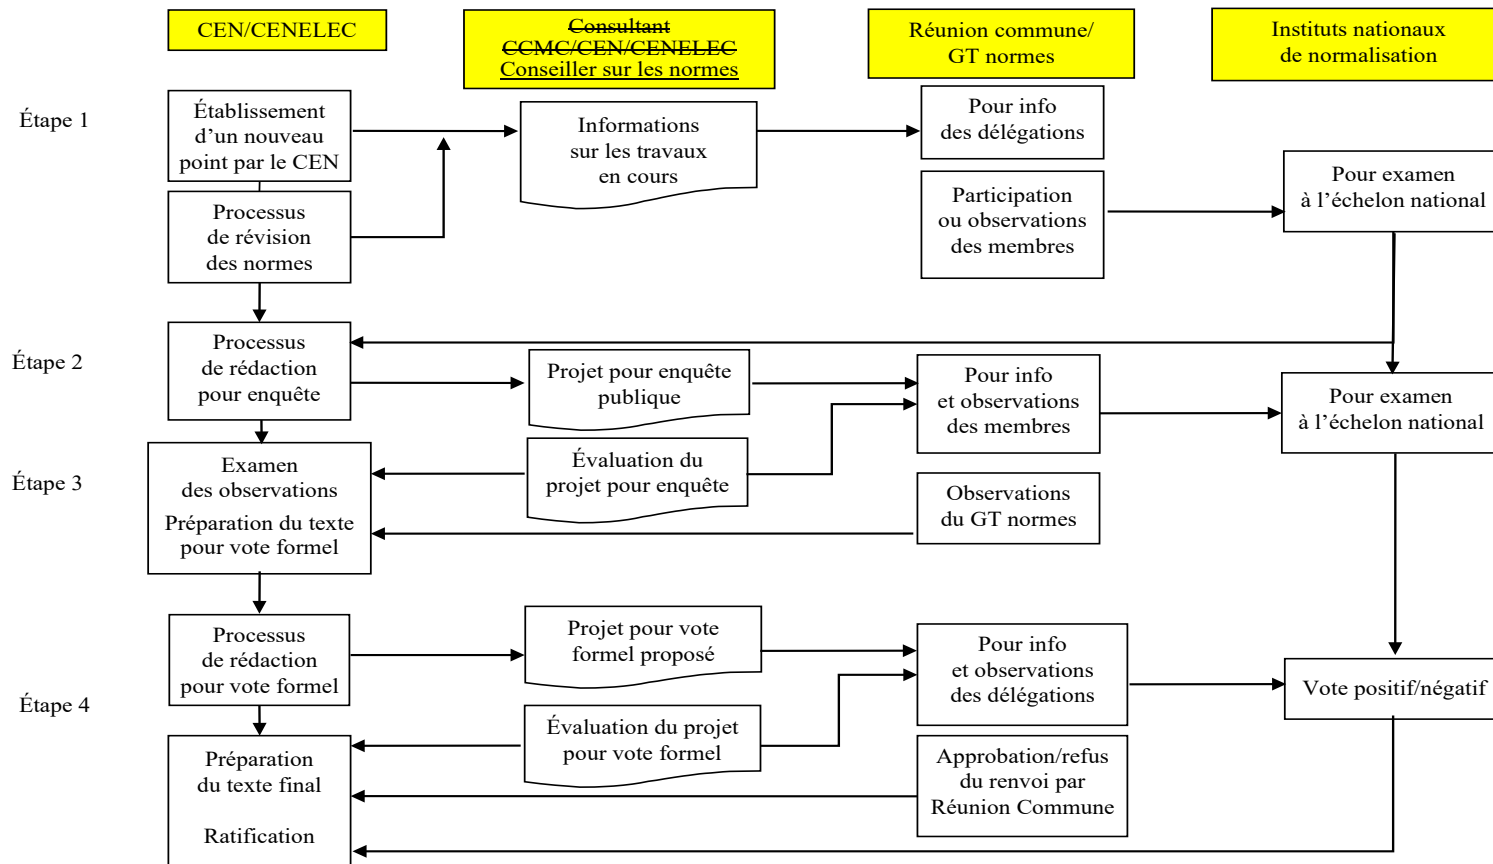 CEN/CENELEC
Consultant
CCMC/CEN/CENELEC
Conseiller sur les normes
Réunion commune/
GT normes
Instituts nationaux
de normalisation
Étape 1
Établissement
d’un nouveau
point par le CEN
Informations
sur les travaux
en cours
Pour info
des délégations
Pour examen
à l’échelon national
Processus
de révision
des normes
Participation
ou observations
des membres
Étape 2
Processus
de rédaction
pour enquête
Projet pour enquête
publique
Pour info
et observations
des membres
Pour examen
à l’échelon national
Étape 3
Examen
des observations
Préparation du texte
pour vote formel
Évaluation du
projet pour enquête
Observations
du GT normes
Processus
de rédaction
pour vote formel
Projet pour vote
formel proposé
Pour info
et observations
des délégations
Vote positif/négatif
Étape 4
Préparation
du texte final
Ratification
Évaluation du projet
pour vote formel
Approbation/refus
du renvoi par
Réunion Commune